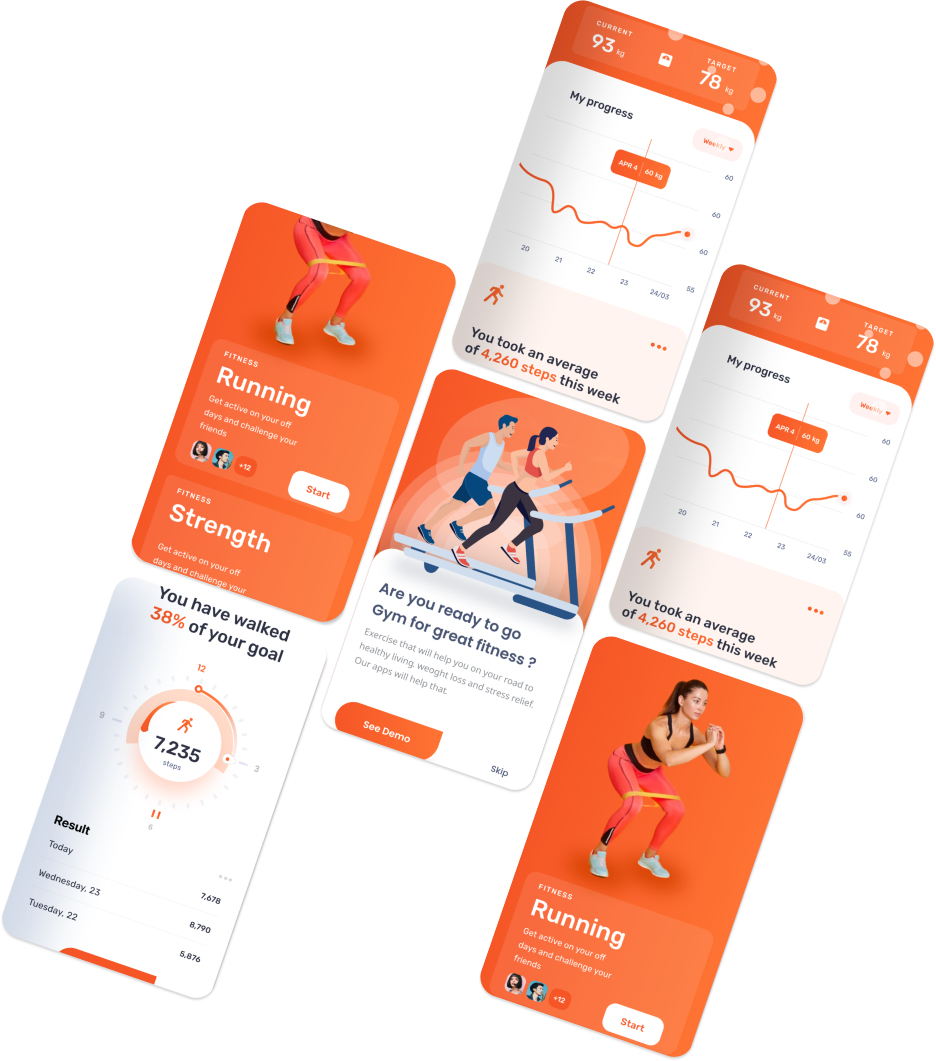 CURRENT
93 kg
TARGET
78 kg
My progress
Weekly
APR 4 60 kg
60
60
60
55
20
21
22
23
24/03
You took an average
of 4,260 steps this week
FITNESS
Running
Get active on your off
days and challenge your
friends
+12
Start
FITNESS
Strength
Get active on your off
days and challenge your
CURRENT
93 kg
TARGET
78 kg
My progress
Weekly
APR 4 60 kg
60
60
60
55
20
21
22
23
24/03
You took an average
of 4,260 steps this week
Are you ready to go
Gym for great fitness ?
Exercise that will help you on your road to
healthy living, weoght loss and stress relief.
Our apps will help that.
See Demo
Skip
You have walked
38% of your goal
12
9
3
6
7,235
steps
Result
Today
7,678
Wednesday, 23
8,790
Tuesday, 22
5,876
FITNESS
Running
Get active on your off
days and challenge your
friends
+12
Start